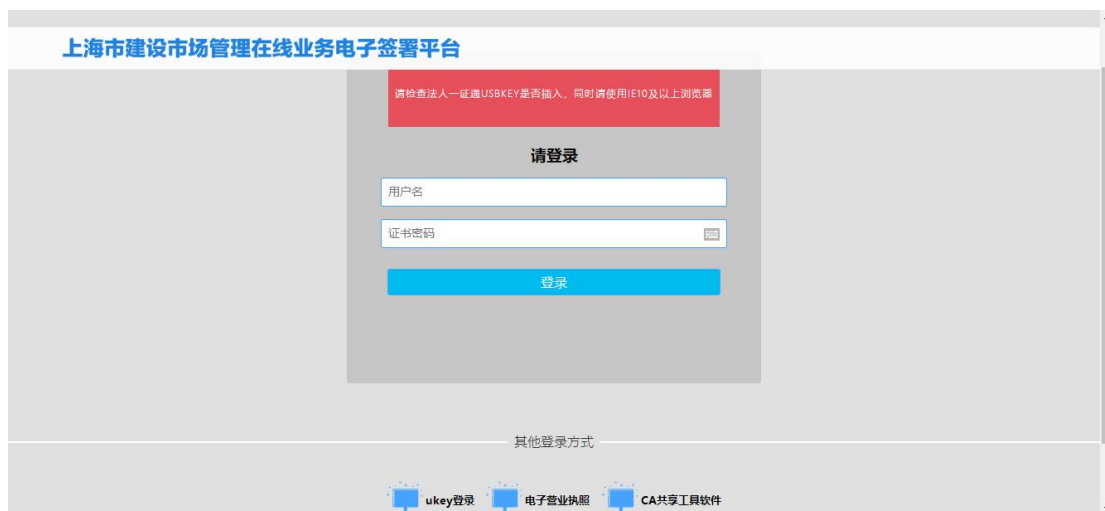 上海市建设市场管理在线业务电子签署平台
请检查法人一证通USBKEY是否插入，同时请使用IE10及以上浏览器
请登录
用户名
证书密码
登录
其他登录方式
ukey登录 电子营业执照 CA共享工具软件